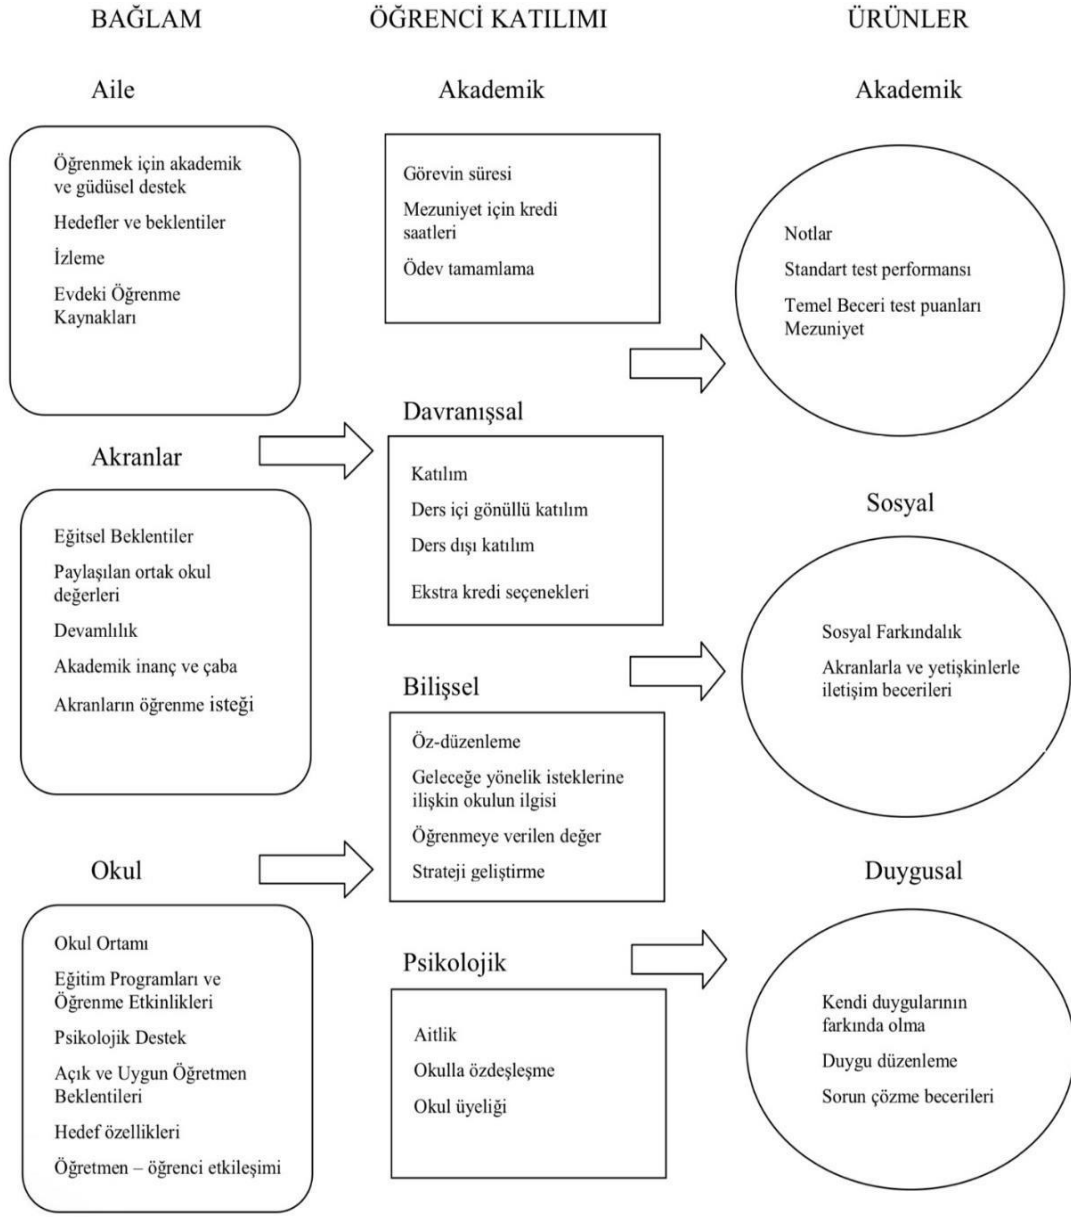 BAĞLAM
Aile
Öğrenmek için akademik
ve güdüsel destek
Hedefler ve beklentiler
İzleme
Evdeki Öğrenme
Kaynakları
Akranlar
Eğitsel Beklentiler
Paylaşılan ortak okul
değerleri
Devamlılık
Akademik inanç ve çaba
Akranların öğrenme isteği
Okul
Okul Ortamı
Eğitim Programları ve
Öğrenme Etkinlikleri
Psikolojik Destek
Açık ve Uygun Öğretmen
Beklentileri
Hedef özellikleri
Öğretmen – öğrenci etkileşimi
ÖĞRENCİ KATILIMI
Akademik
Görevin süresi
Mezuniyet için kredi
saatleri
Ödev tamamlama
Davranışsal
Katılım
Ders içi gönüllü katılım
Ders dışı katılım
Ekstra kredi seçenekleri
Bilişsel
Öz-düzenleme
Geleceğe yönelik isteklerine
ilişkin okulun ilgisi
Öğrenmeye verilen değer
Strateji geliştirme
Psikolojik
Aitlik
Okulla özdeşleşme
Okul üyeliği
ÜRÜNLER
Akademik
Notlar
Standart test performansı
Temel Beceri test puanları
Mezuniyet
Sosyal
Sosyal Farkındalık
Akranlarla ve yetişkinlerle
iletişim becerileri
Duygusal
Kendi duygularının
farkında olma
Duygu düzenleme
Sorun çözme becerileri